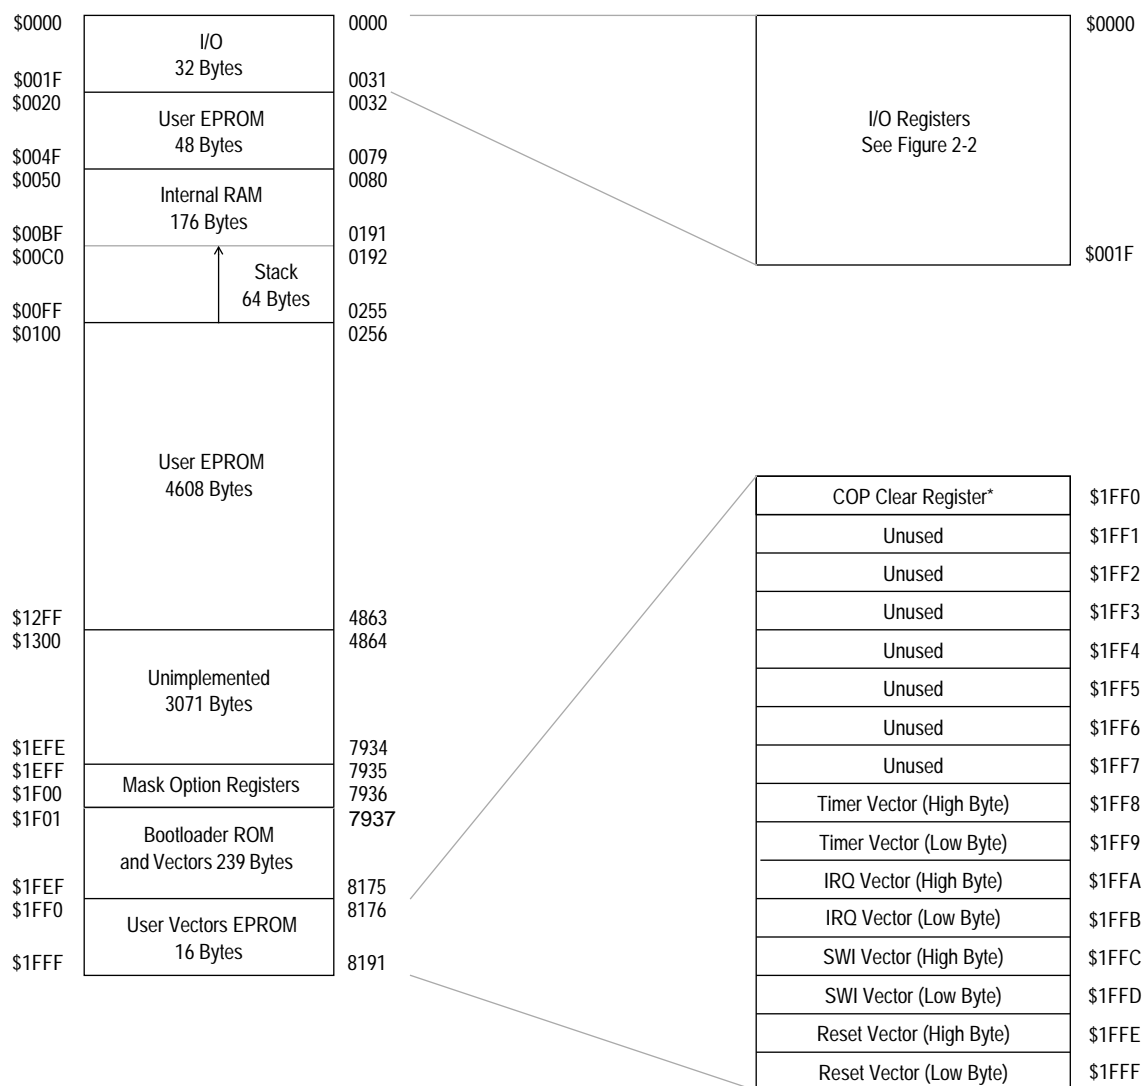 $0000
I/O
32 Bytes
0000
$001F
0031
$0020
0032
User EPROM
48 Bytes
$004F
0079
$0050
0080
Internal RAM
176 Bytes
$00BF
0191
$00C0
0192
Stack
64 Bytes
$00FF
0255
$0100
0256
User EPROM
4608 Bytes
$12FF
4863
$1300
4864
Unimplemented
3071 Bytes
$1EFE
7934
$1EFF
7935
Mask Option Registers
$1F00
7936
$1F01
7937
Bootloader ROM
and Vectors 239 Bytes
$1FEF
8175
$1FF0
8176
User Vectors EPROM
16 Bytes
$1FFF
8191
$0000
I/O Registers
See Figure 2-2
$001F
COP Clear Register* $1FF0
Unused $1FF1
Unused $1FF2
Unused $1FF3
Unused $1FF4
Unused $1FF5
Unused $1FF6
Unused $1FF7
Timer Vector (High Byte) $1FF8
Timer Vector (Low Byte) $1FF9
IRQ Vector (High Byte) $1FFA
IRQ Vector (Low Byte) $1FFB
SWI Vector (High Byte) $1FFC
SWI Vector (Low Byte) $1FFD
Reset Vector (High Byte) $1FFE
Reset Vector (Low Byte) $1FFF